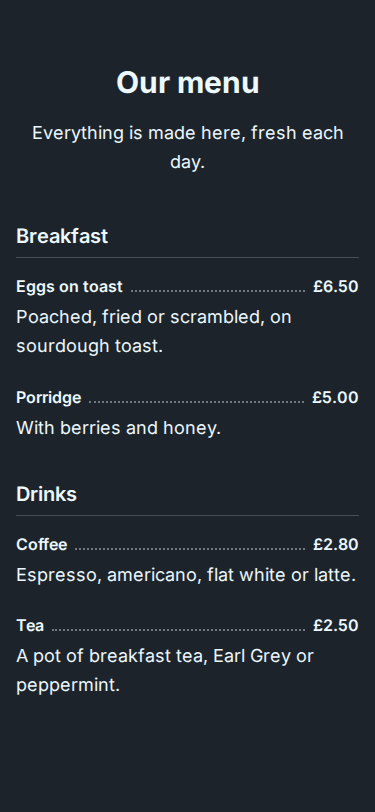 Our menu
Everything is made here, fresh each
day.
Breakfast
Eggs on toast £6.50
Poached, fried or scrambled, on
sourdough toast.
Porridge £5.00
With berries and honey.
Drinks
Coffee £2.80
Espresso, americano, flat white or latte.
Tea £2.50
A pot of breakfast tea, Earl Grey or
peppermint.